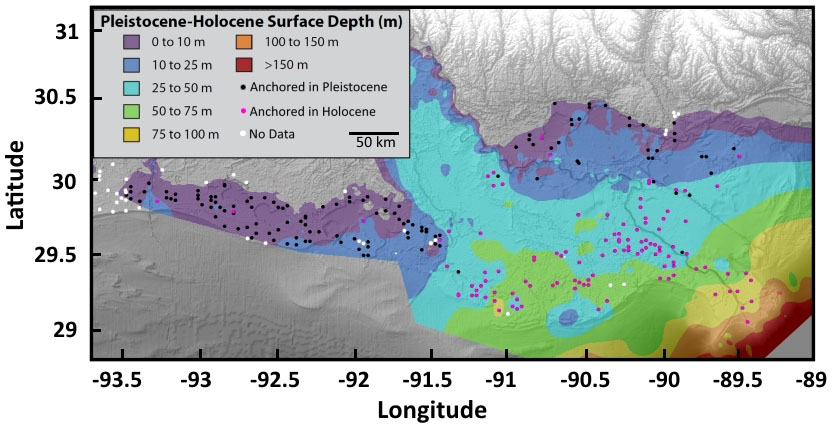 Pleistocene-Holocene Surface Depth (m)
0 to 10 m
100 to 150 m
10 to 25 m
>150 m
25 to 50 m
Anchored in Pleistocene
50 to 75 m
Anchored in Holocene
75 to 100 m
No Data
50 km
31
30.5
30
29.5
29
Latitude
-93.5 -93 -92.5 -92 -91.5 -91 -90.5 -90 -89.5 -89
Longitude